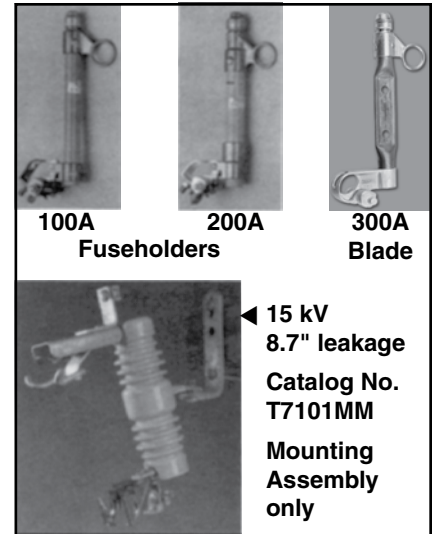 100A
200A
300A
Fuseholders
Blade
15 kV
8.7" leakage
Catalog No.
T7101MM
Mounting
Assembly
only